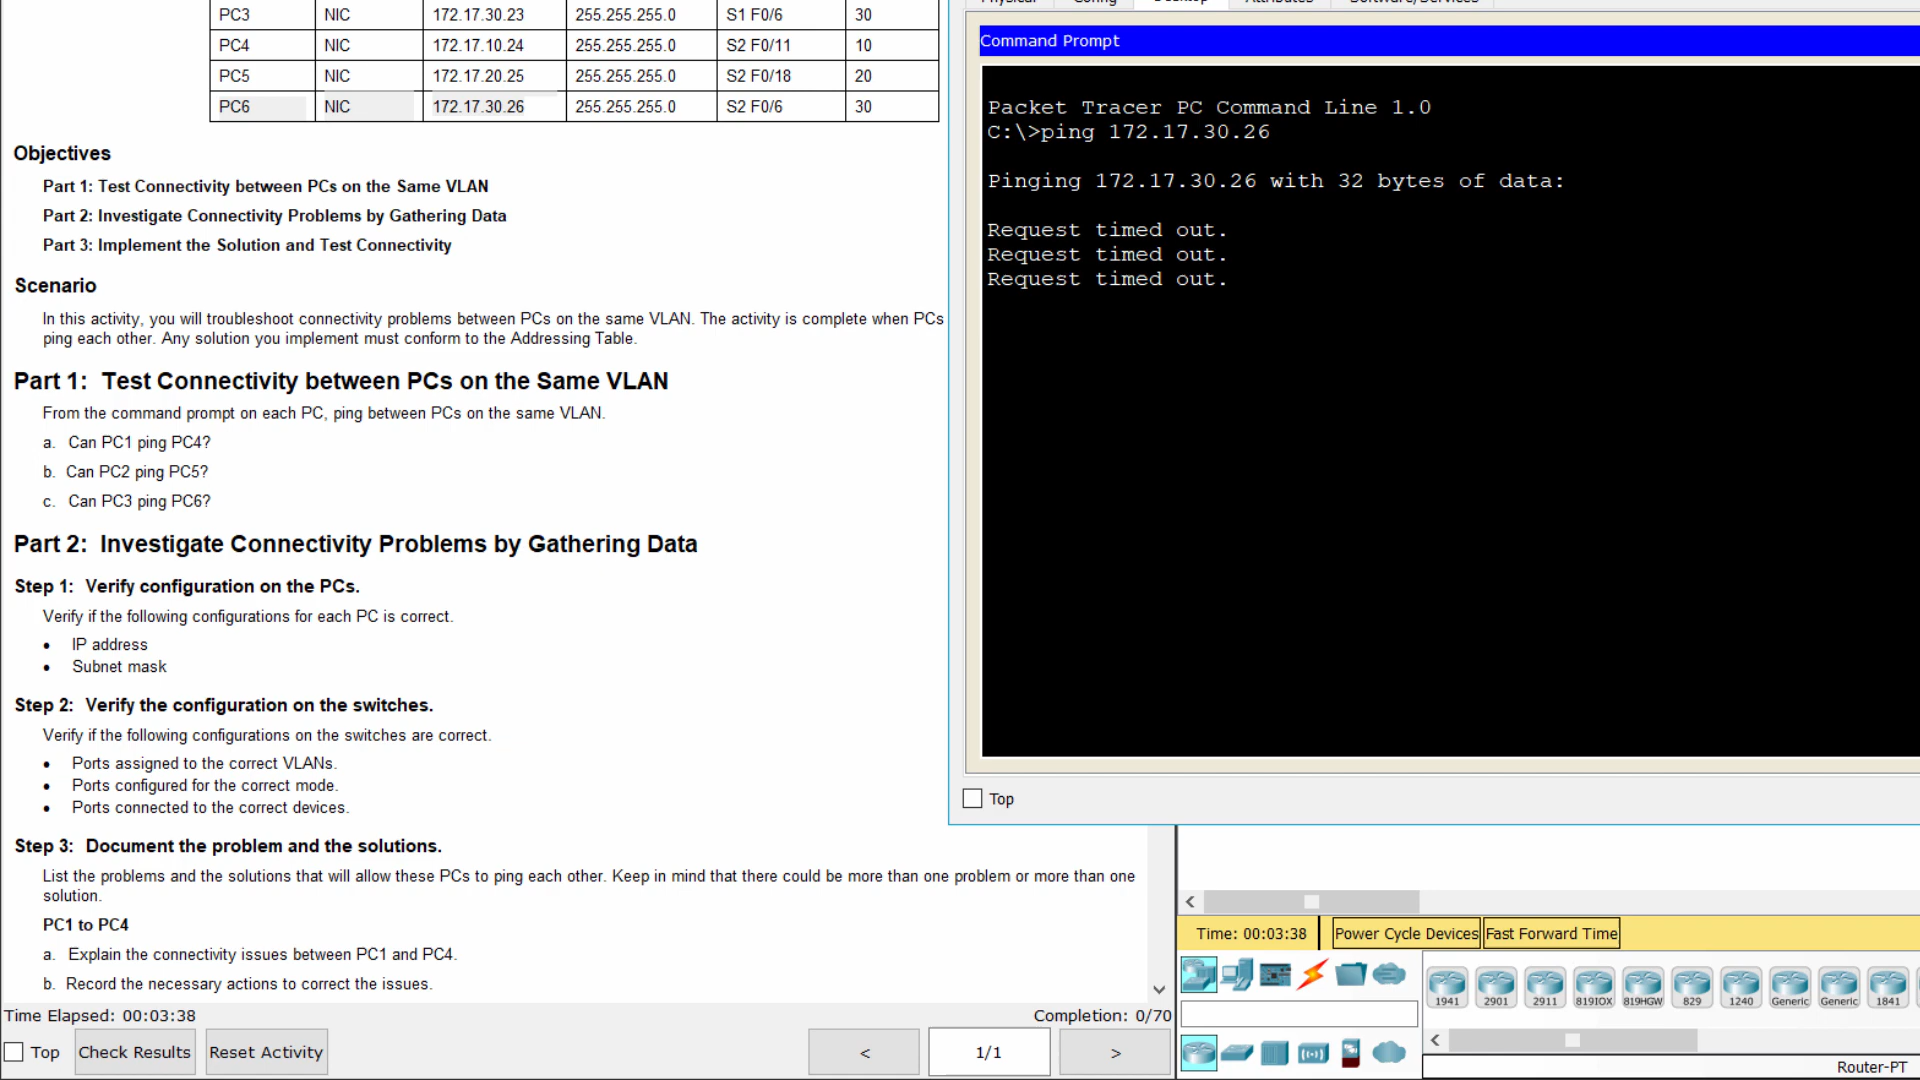 Physical Config Desktop Attributes Software/Services
PC3 NIC 172.17.30.23 255.255.255.0 S1 F0/6 30
PC4 NIC 172.17.10.24 255.255.255.0 S2 F0/11 10
PC5 NIC 172.17.20.25 255.255.255.0 S2 F0/18 20
PC6 NIC 172.17.30.26 255.255.255.0 S2 F0/6 30
Objectives
Part 1: Test Connectivity between PCs on the Same VLAN
Part 2: Investigate Connectivity Problems by Gathering Data
Part 3: Implement the Solution and Test Connectivity
Scenario
In this activity, you will troubleshoot connectivity problems between PCs on the same VLAN. The activity is complete when PCs
ping each other. Any solution you implement must conform to the Addressing Table.
Part 1: Test Connectivity between PCs on the Same VLAN
From the command prompt on each PC, ping between PCs on the same VLAN.
a. Can PC1 ping PC4?
b. Can PC2 ping PC5?
c. Can PC3 ping PC6?
Part 2: Investigate Connectivity Problems by Gathering Data
Step 1: Verify configuration on the PCs.
Verify if the following configurations for each PC is correct.
• IP address
• Subnet mask
Step 2: Verify the configuration on the switches.
Verify if the following configurations on the switches are correct.
• Ports assigned to the correct VLANs.
• Ports configured for the correct mode.
• Ports connected to the correct devices.
Step 3: Document the problem and the solutions.
List the problems and the solutions that will allow these PCs to ping each other. Keep in mind that there could be more than one problem or more than one
solution.
PC1 to PC4
a. Explain the connectivity issues between PC1 and PC4.
b. Record the necessary actions to correct the issues.
Time Elapsed: 00:03:38
Completion: 0/70
Top
Check Results
Reset Activity
<
1/1
>
Command Prompt
Packet Tracer PC Command Line 1.0
C:\>ping 172.17.30.26
Pinging 172.17.30.26 with 32 bytes of data:
Request timed out.
Request timed out.
Request timed out.
Top
Time: 00:03:38
Power Cycle Devices
Fast Forward Time
1941 2901 2911 819IOX 819HGW 829 1240 Generic Generic 1841
Router-PT